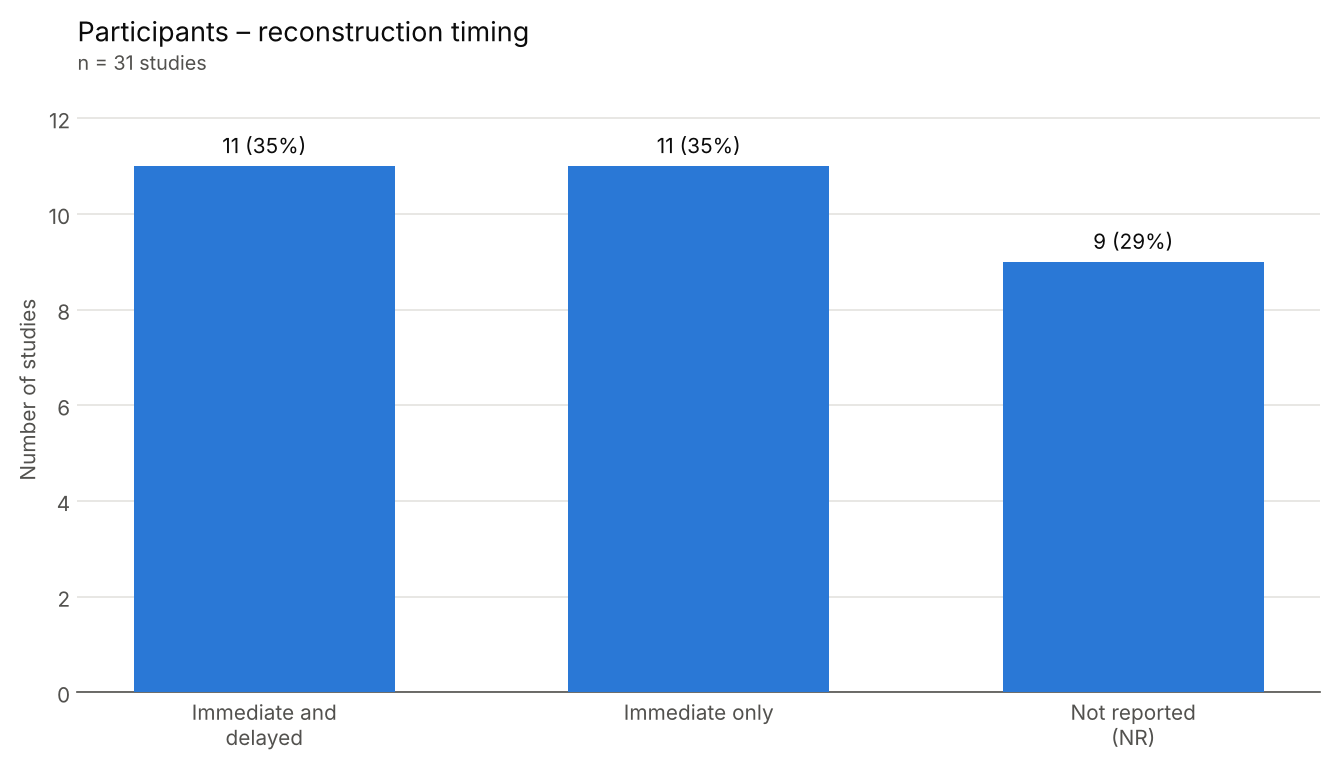 Participants – reconstruction timing
n = 31 studies
Number of studies
12
10
8
6
4
2
0
11 (35%)
11 (35%)
9 (29%)
Immediate and
delayed
Immediate only
Not reported
(NR)